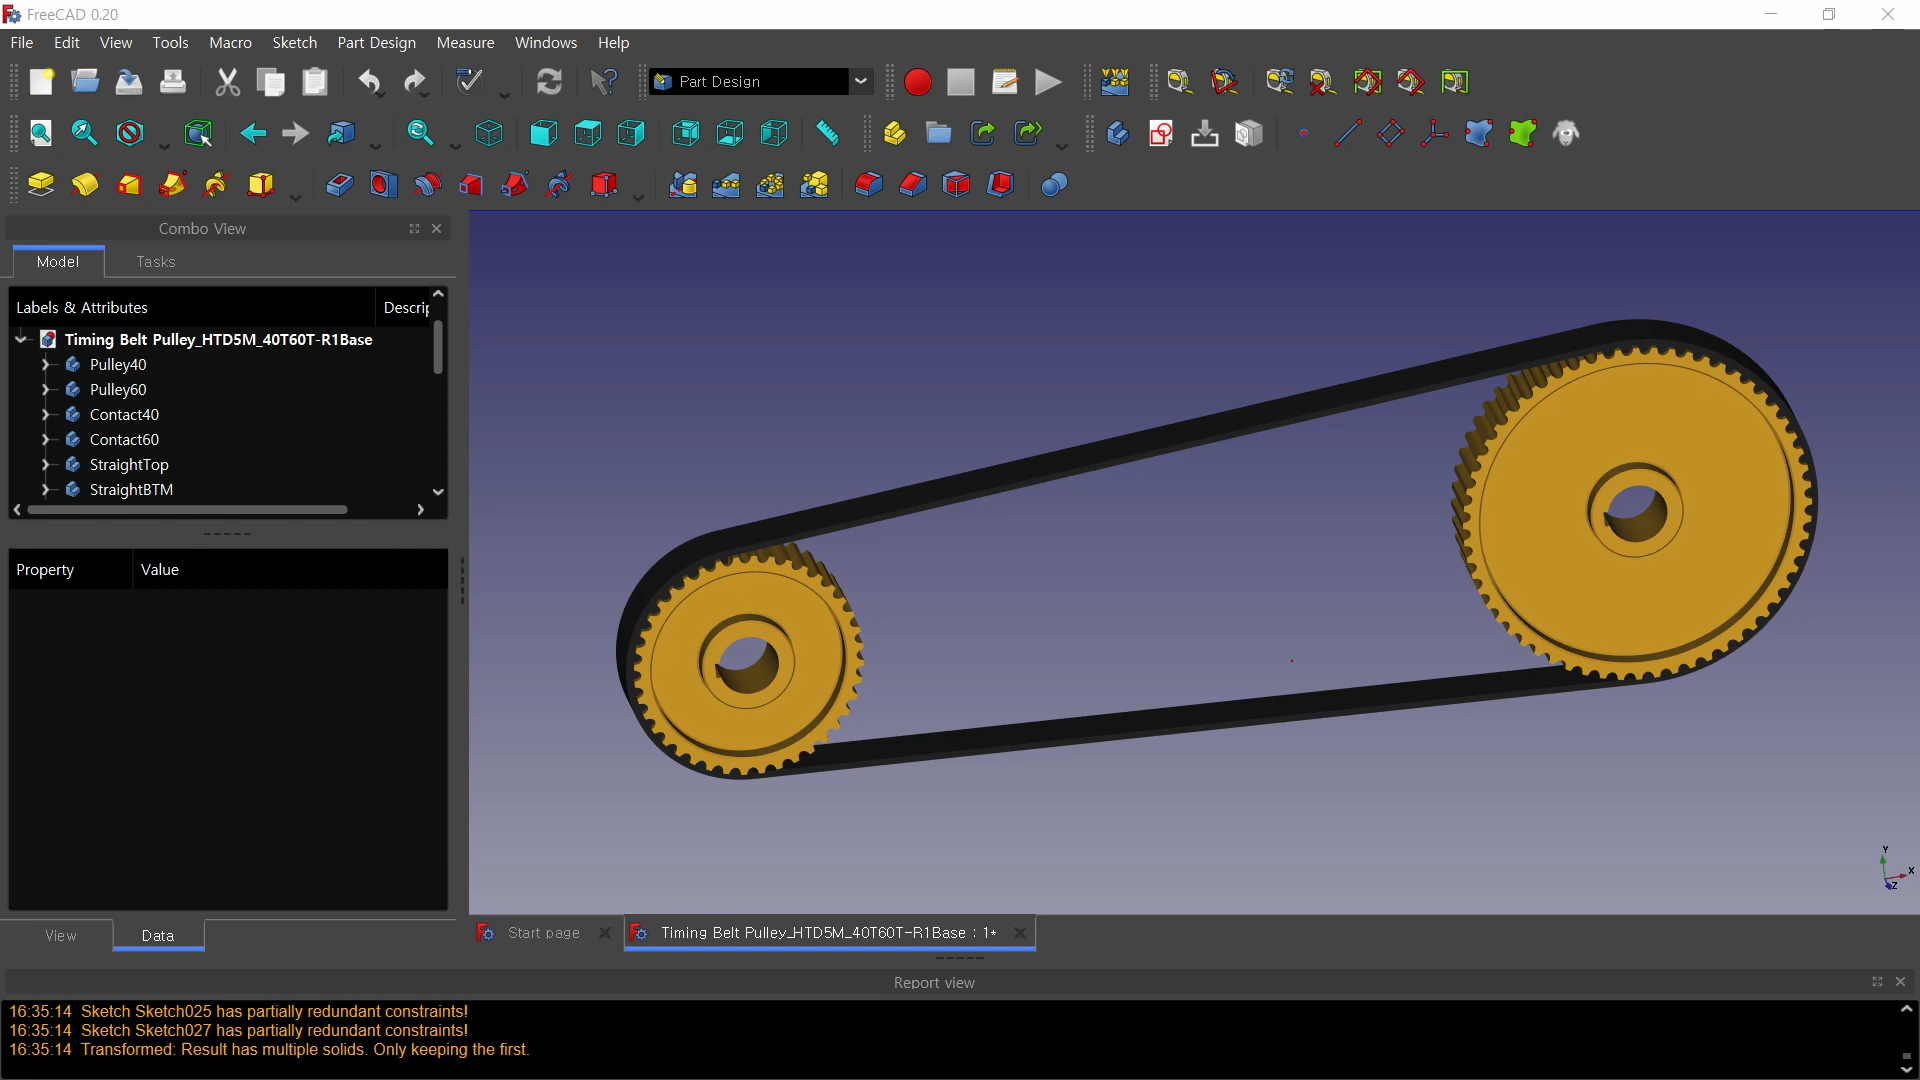 FreeCAD 0.20
File Edit View Tools Macro Sketch Part Design Measure Windows Help
Part Design
Combo View
Model Tasks
Labels & Attributes Descrip
Timing Belt Pulley_HTD5M_40T60T-R1Base
Pulley40
Pulley60
Contact40
Contact60
StraightTop
StraightBTM
Property Value
View Data
Y
X
Z
Start page Timing Belt Pulley_HTD5M_40T60T-R1Base : 1*
Report view
16:35:14 Sketch Sketch025 has partially redundant constraints!
16:35:14 Sketch Sketch027 has partially redundant constraints!
16:35:14 Transformed: Result has multiple solids. Only keeping the first.